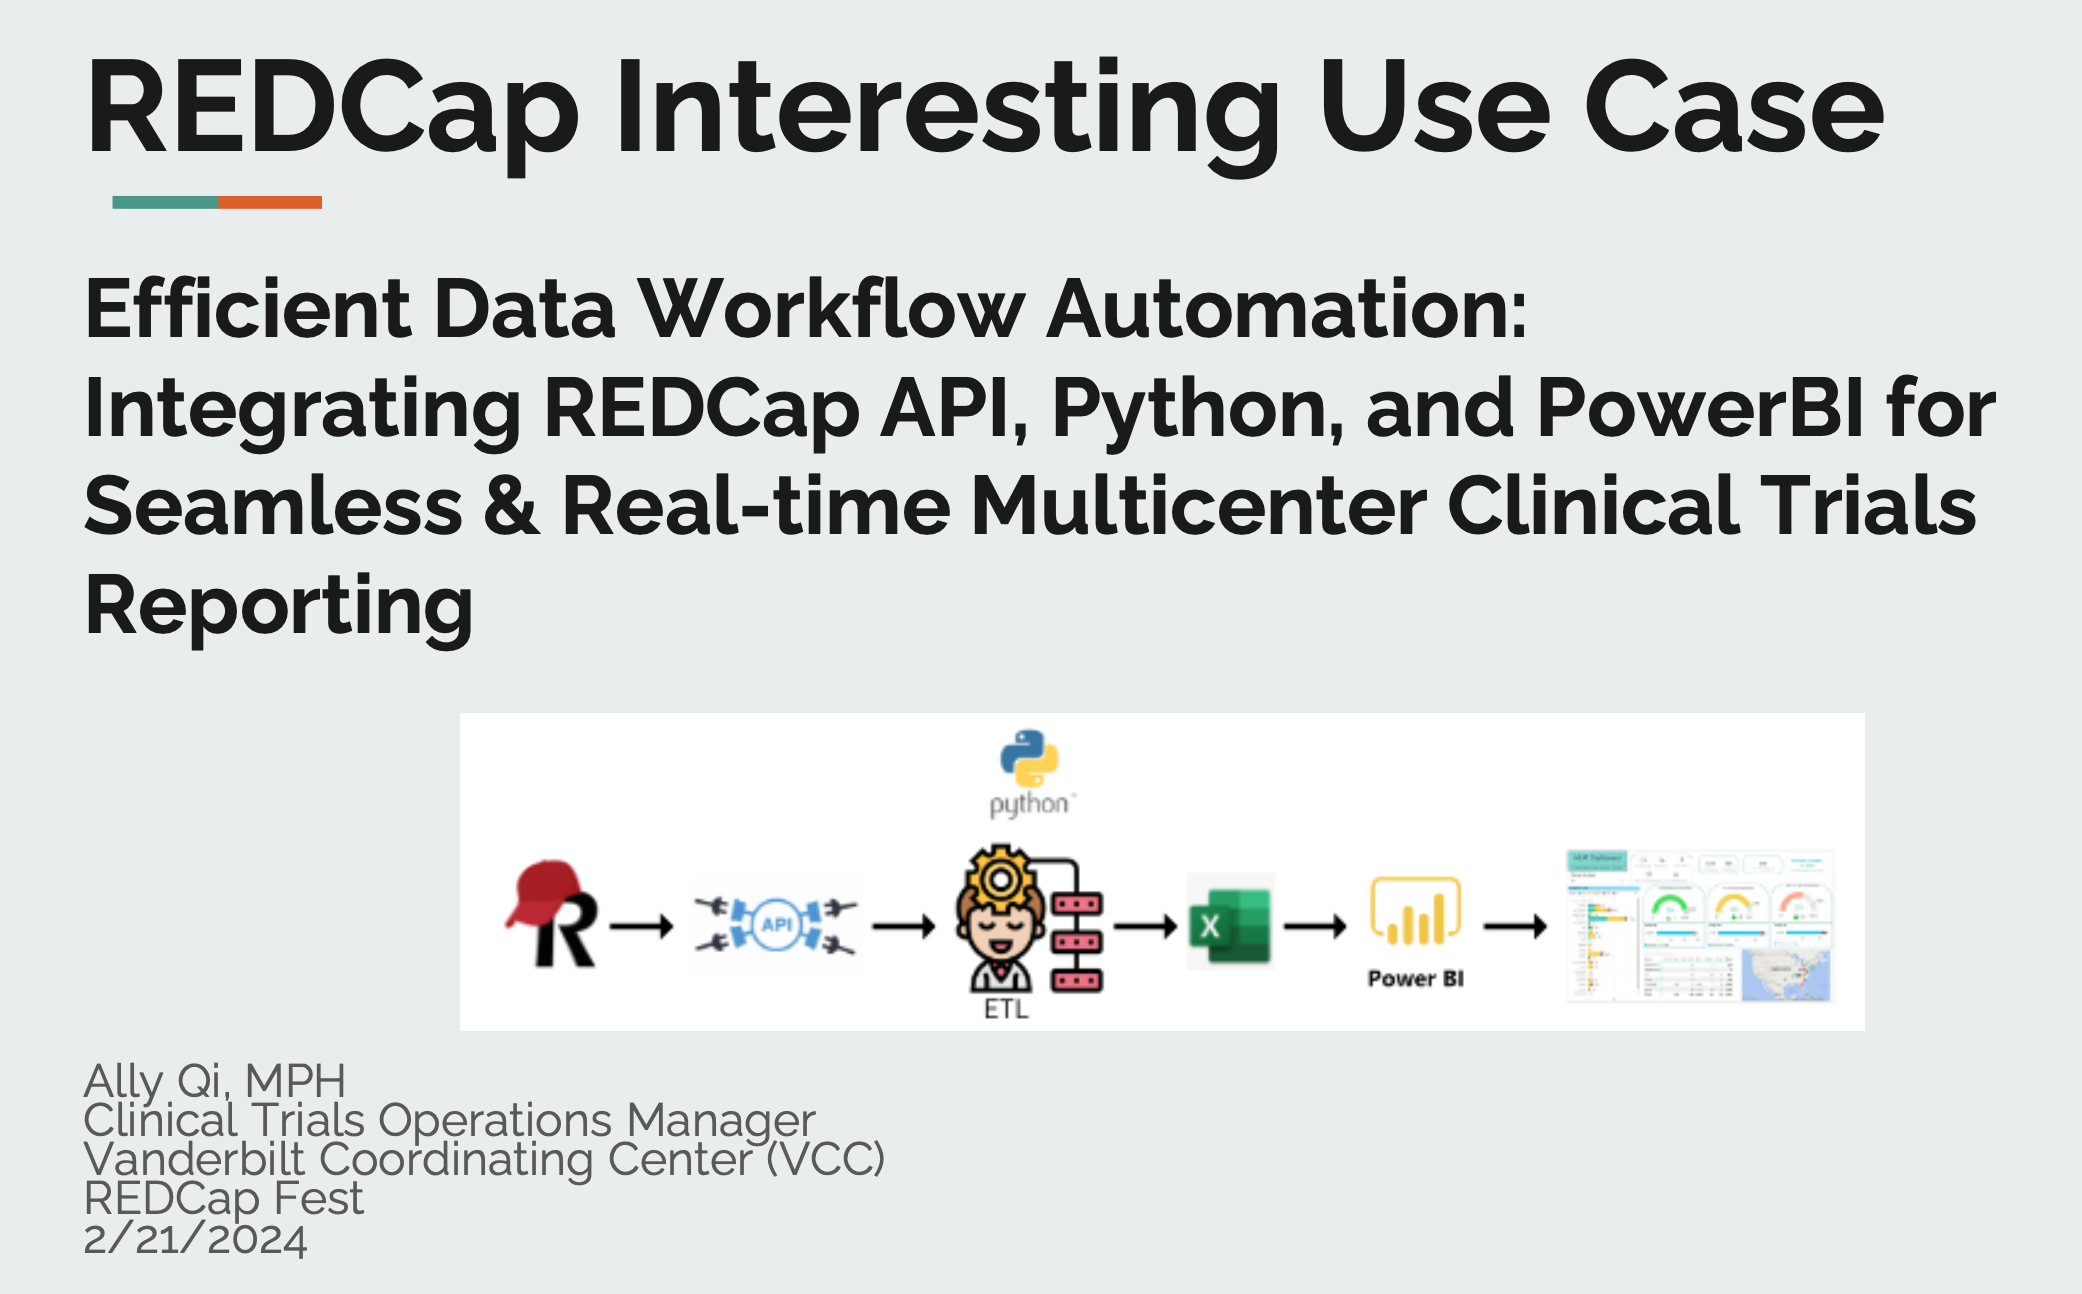 REDCap Interesting Use Case
Efficient Data Workflow Automation:
Integrating REDCap API, Python, and PowerBI for
Seamless & Real-time Multicenter Clinical Trials
Reporting
python™
R
API
ETL
X
Power BI
Ally Qi, MPH
Clinical Trials Operations Manager
Vanderbilt Coordinating Center (VCC)
REDCap Fest
2/21/2024